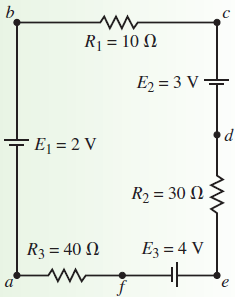 b
c
R₁ = 10 Ω
E₂ = 3 V
d
E₁ = 2 V
R₂ = 30 Ω
R₃ = 40 Ω
E₃ = 4 V
a
f
e